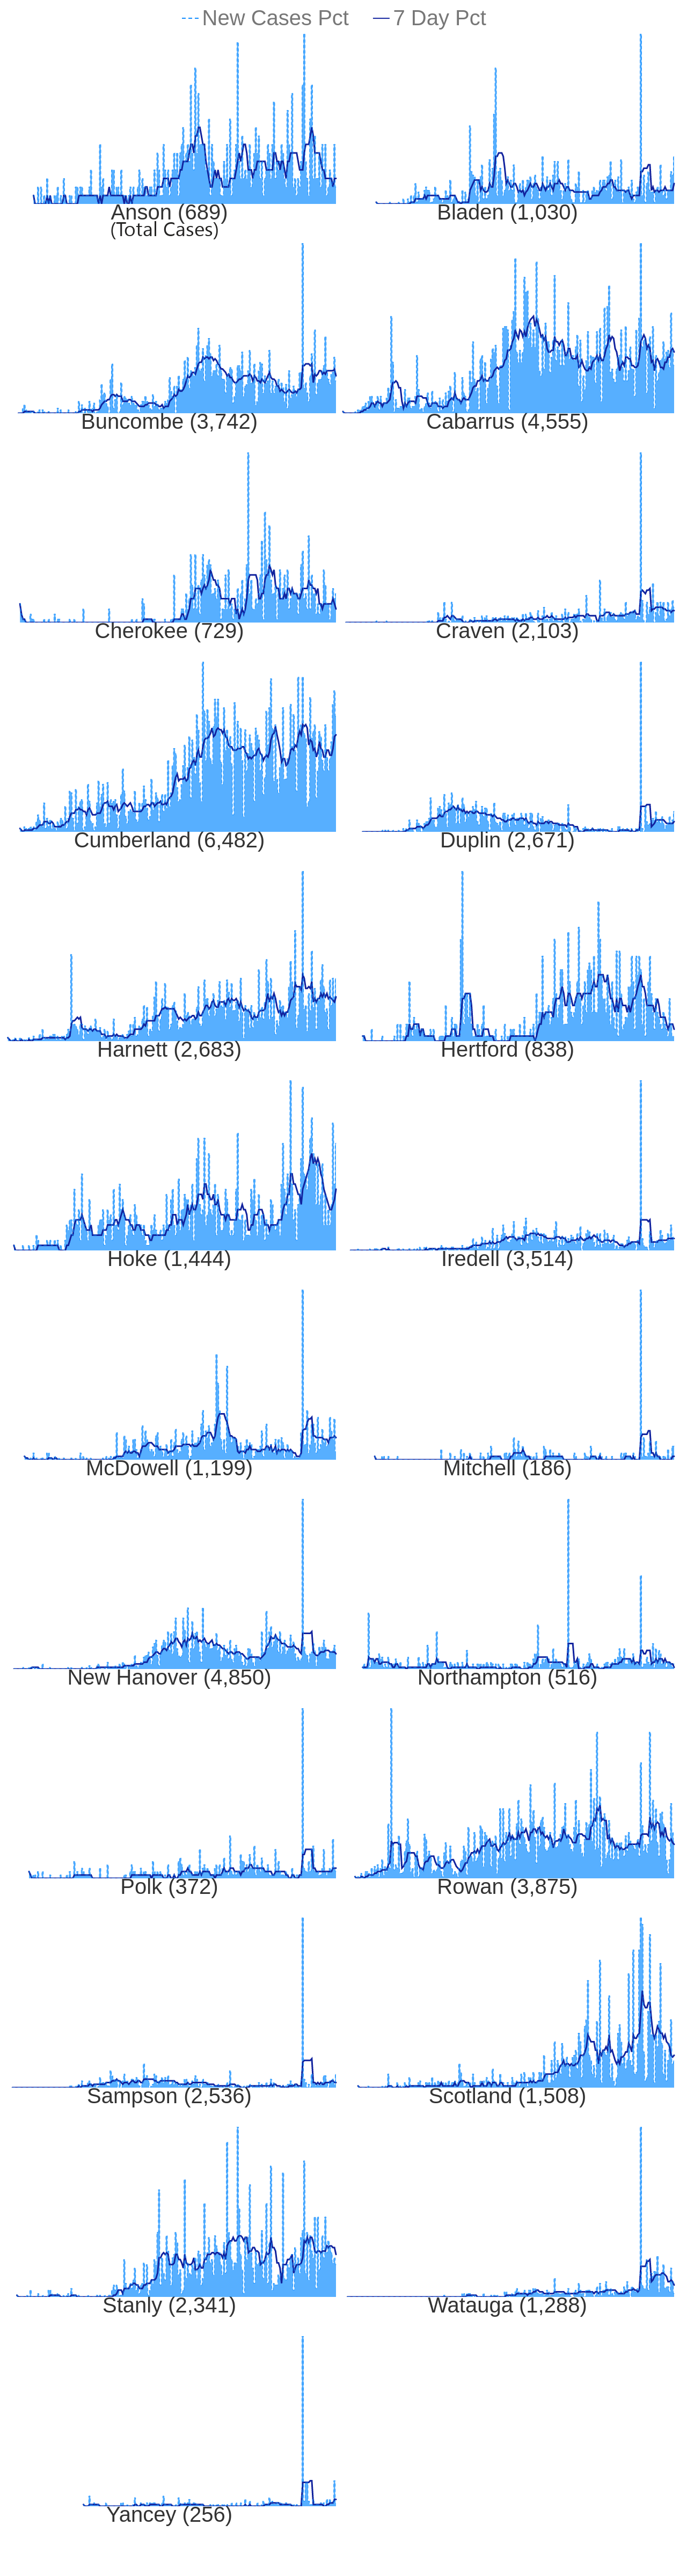 New Cases Pct 7 Day Pct
Anson (689) Bladen (1,030)
(Total Cases)
Buncombe (3,742) Cabarrus (4,555)
Cherokee (729) Craven (2,103)
Cumberland (6,482) Duplin (2,671)
Harnett (2,683) Hertford (838)
Hoke (1,444) Iredell (3,514)
McDowell (1,199) Mitchell (186)
New Hanover (4,850) Northampton (516)
Polk (372) Rowan (3,875)
Sampson (2,536) Scotland (1,508)
Stanly (2,341) Watauga (1,288)
Yancey (256)